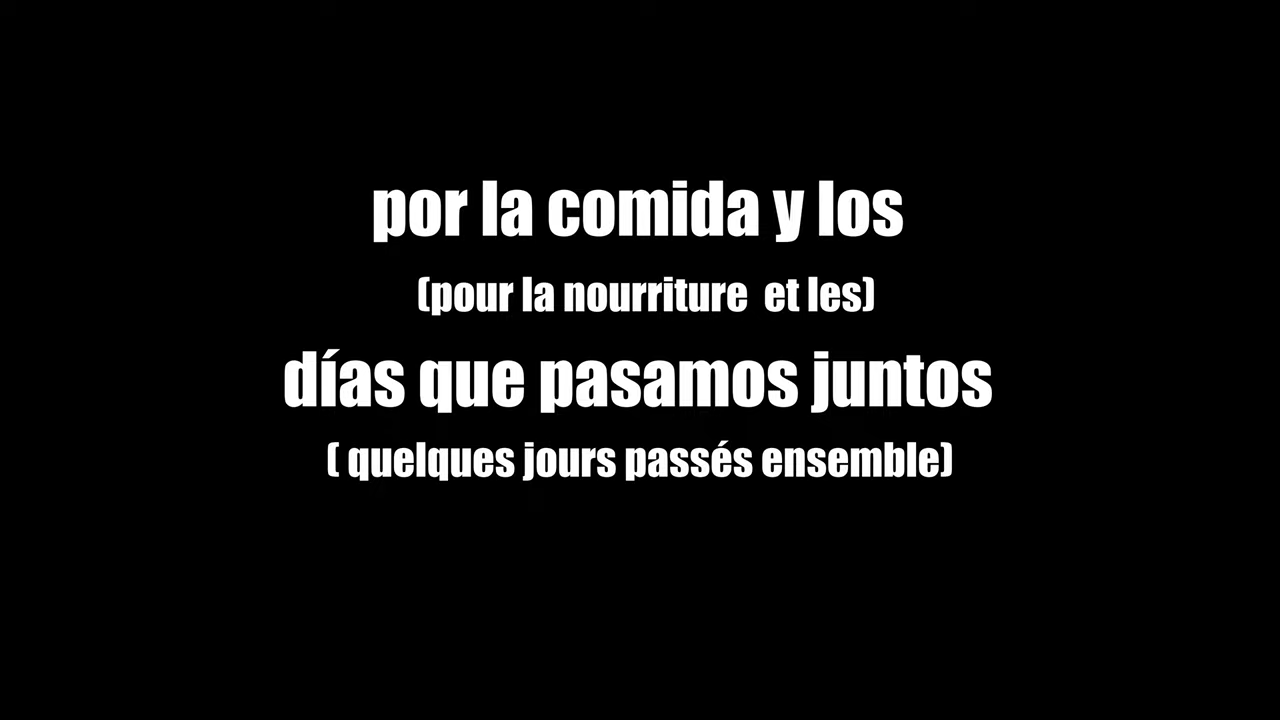 por la comida y los
(pour la nourriture et les)
días que pasamos juntos
( quelques jours passés ensemble)